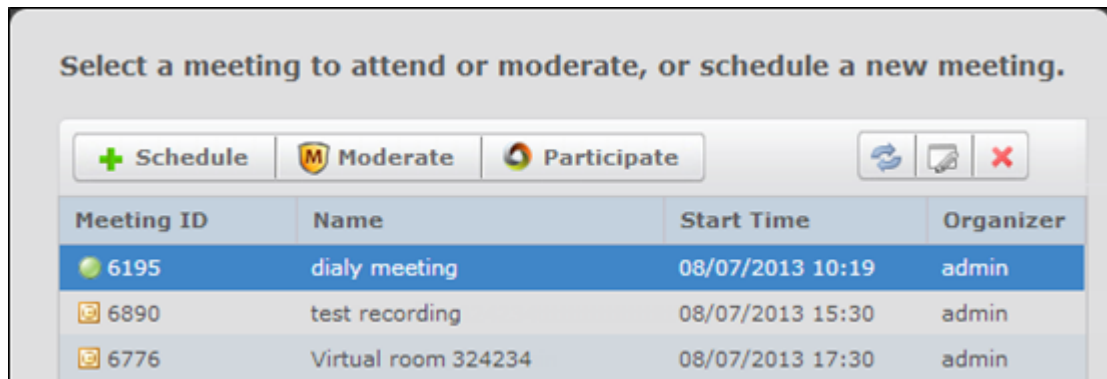 Select a meeting to attend or moderate, or schedule a new meeting.
Schedule M Moderate Participate
Meeting ID Name Start Time Organizer
6195 dialy meeting 08/07/2013 10:19 admin
6890 test recording 08/07/2013 15:30 admin
6776 Virtual room 324234 08/07/2013 17:30 admin